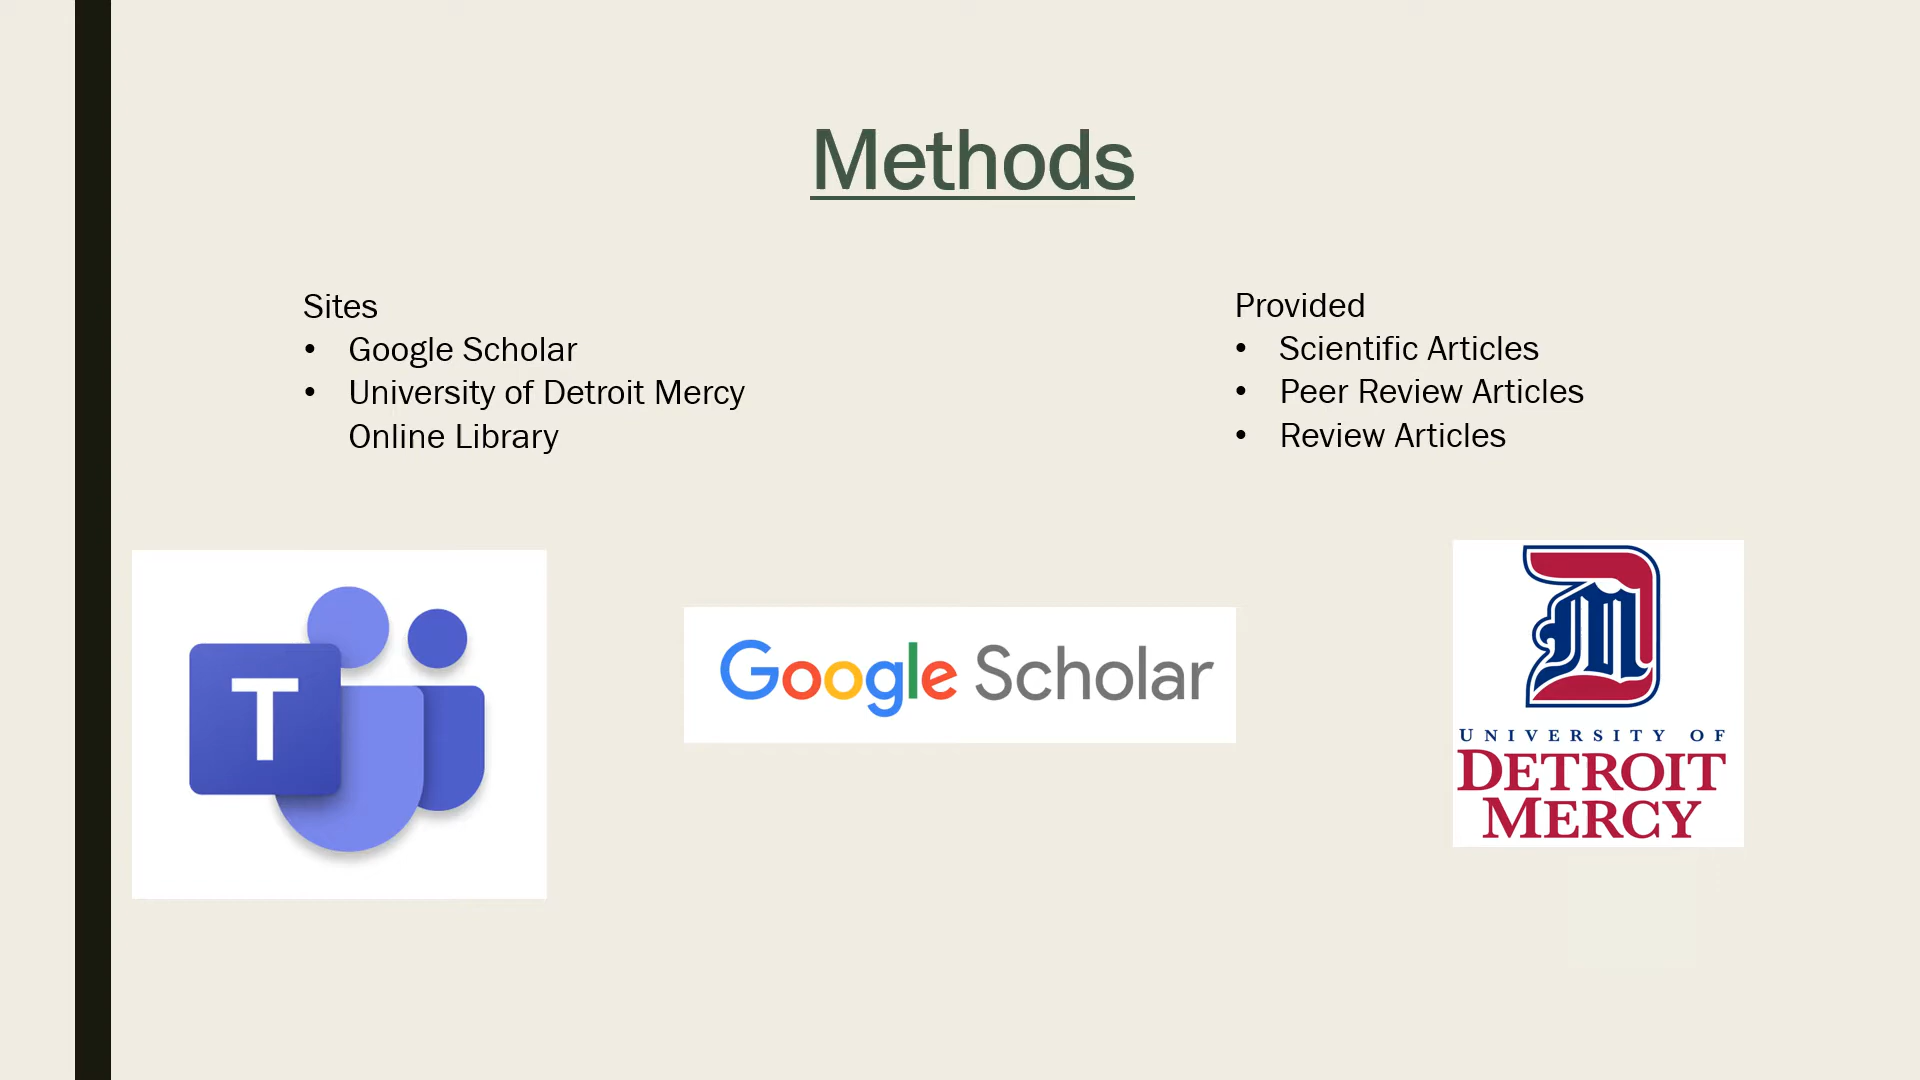 Methods
Sites
• Google Scholar
• University of Detroit Mercy
Online Library
Provided
• Scientific Articles
• Peer Review Articles
• Review Articles
T
Google Scholar
UNIVERSITY OF
DETROIT
MERCY